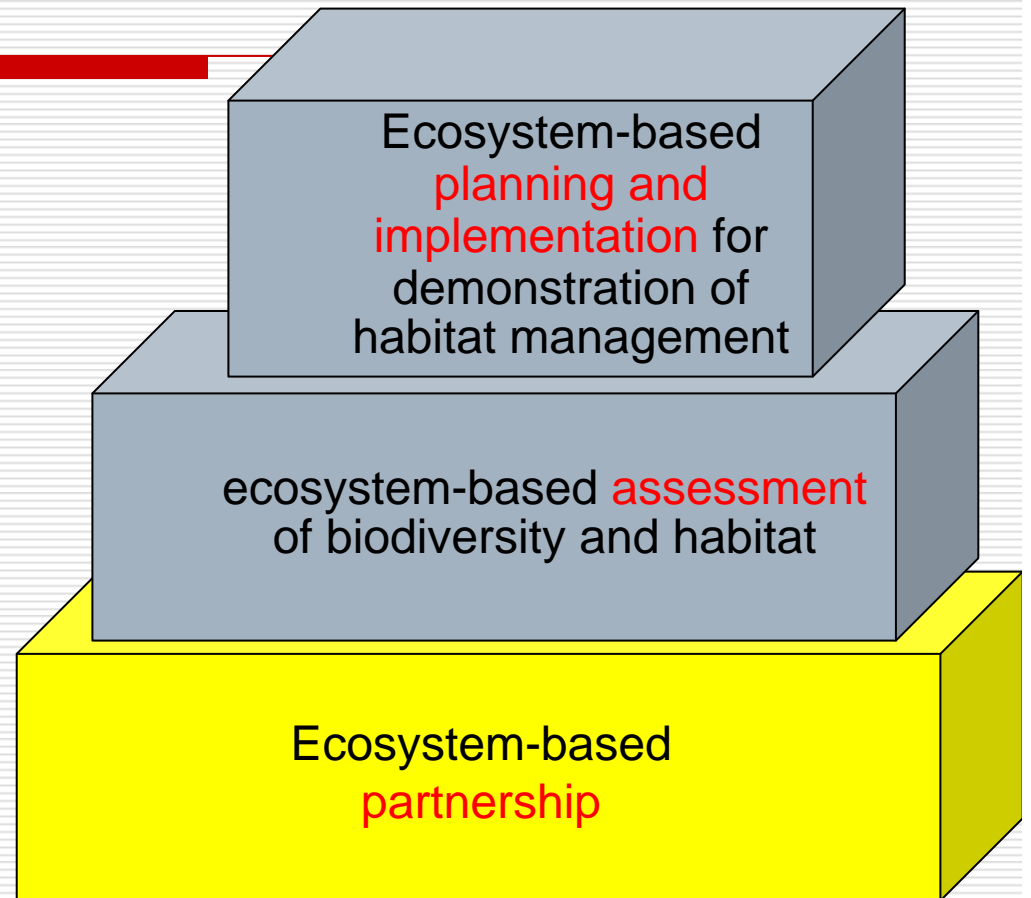 Ecosystem-based
planning and
implementation for
demonstration of
habitat management
ecosystem-based assessment
of biodiversity and habitat
Ecosystem-based
partnership